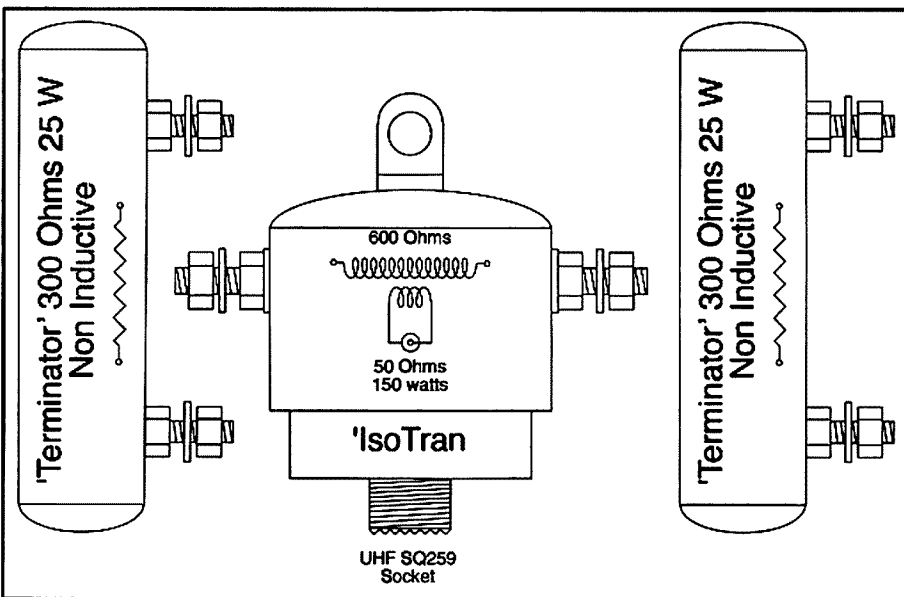 'Terminator' 300 Ohms 25 W
Non Inductive
600 Ohms
50 Ohms
150 watts
'IsoTran
UHF SQ259
Socket
'Terminator' 300 Ohms 25 W
Non Inductive